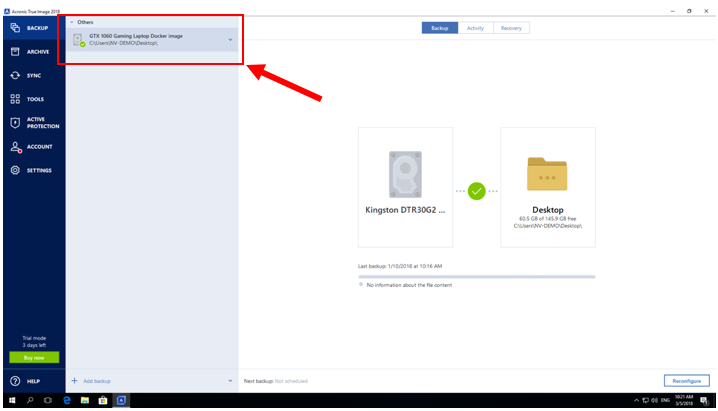 Acronis True Image 2018
BACKUP
ARCHIVE
SYNC
TOOLS
ACTIVE
PROTECTION
ACCOUNT
SETTINGS
Trial mode
3 days left
Buy now
HELP
Others
GTX 1060 Gaming Laptop Docker image
C:\Users\NV-DEMO\Desktop\
Add backup
Backup
Activity
Recovery
Kingston DTR30G2 ...
Desktop
60.5 GB of 145.9 GB free
C:\Users\NV-DEMO\Desktop\
Last backup: 1/10/2018 at 10:16 AM
No information about the file content
Next backup: Not scheduled
Reconfigure
ENG
10:21 AM
3/5/2018